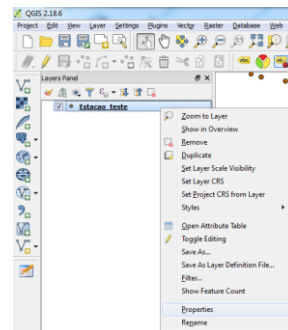 QGIS 2.18.6
Project Edit View Layer Settings Plugins Vector Raster Database Web
Layers Panel
Estacao_teste
Zoom to Layer
Show in Overview
Remove
Duplicate
Set Layer Scale Visibility
Set Layer CRS
Set Project CRS from Layer
Styles
Open Attribute Table
Toggle Editing
Save As...
Save As Layer Definition File...
Filter...
Show Feature Count
Properties
Rename